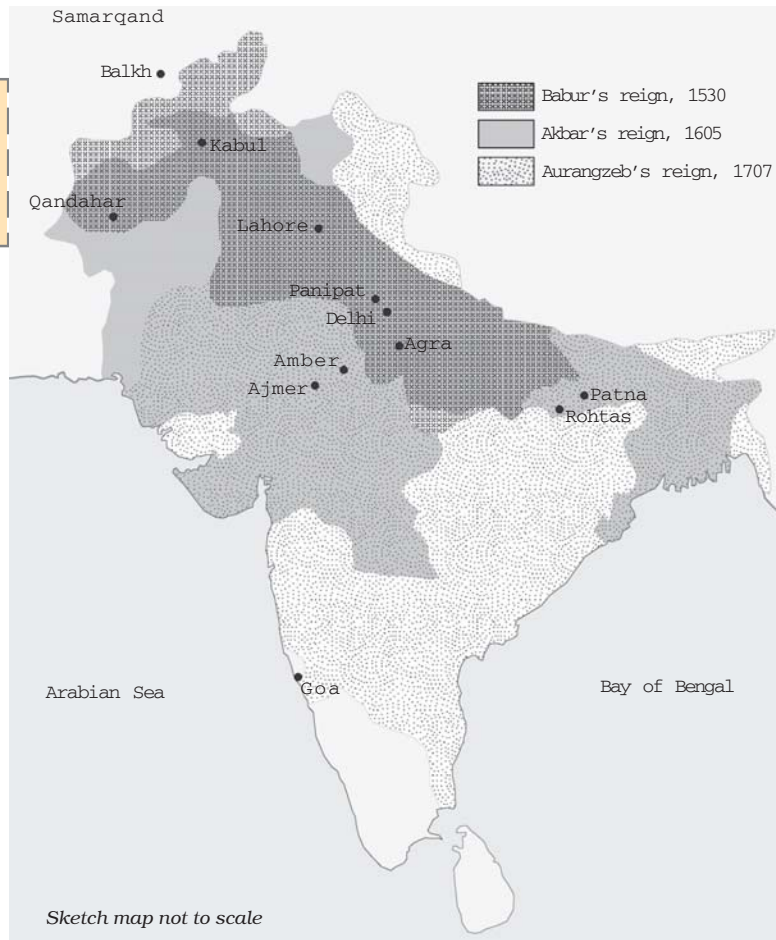 Samarqand
Balkh
Babur's reign, 1530
Akbar's reign, 1605
Kabul
Aurangzeb's reign, 1707
Qandahar
Lahore
Panipat
Delhi
Agra
Amber
Ajmer
Patna
Rohtas
Goa
Arabian Sea
Bay of Bengal
Sketch map not to scale